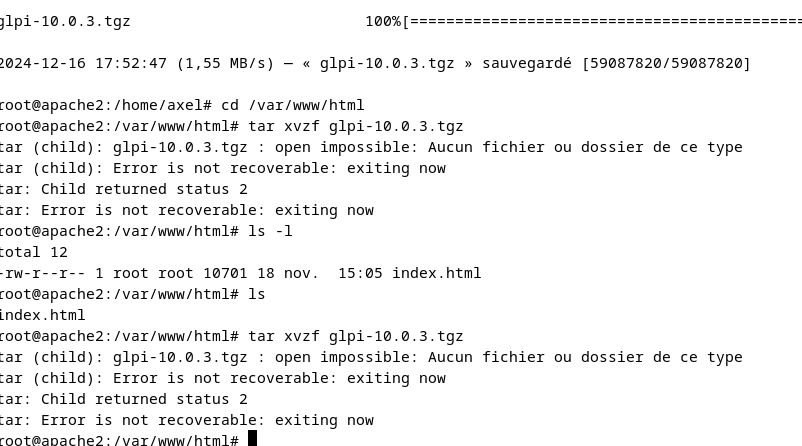 glpi-10.0.3.tgz 100%[============================================
2024-12-16 17:52:47 (1,55 MB/s) — « glpi-10.0.3.tgz » sauvegardé [59087820/59087820]
root@apache2:/home/axel# cd /var/www/html
root@apache2:/var/www/html# tar xvzf glpi-10.0.3.tgz
tar (child): glpi-10.0.3.tgz : open impossible: Aucun fichier ou dossier de ce type
tar (child): Error is not recoverable: exiting now
tar: Child returned status 2
tar: Error is not recoverable: exiting now
root@apache2:/var/www/html# ls -l
total 12
-rw-r--r-- 1 root root 10701 18 nov.  15:05 index.html
root@apache2:/var/www/html# ls
index.html
root@apache2:/var/www/html# tar xvzf glpi-10.0.3.tgz
tar (child): glpi-10.0.3.tgz : open impossible: Aucun fichier ou dossier de ce type
tar (child): Error is not recoverable: exiting now
tar: Child returned status 2
tar: Error is not recoverable: exiting now
root@apache2:/var/www/html#